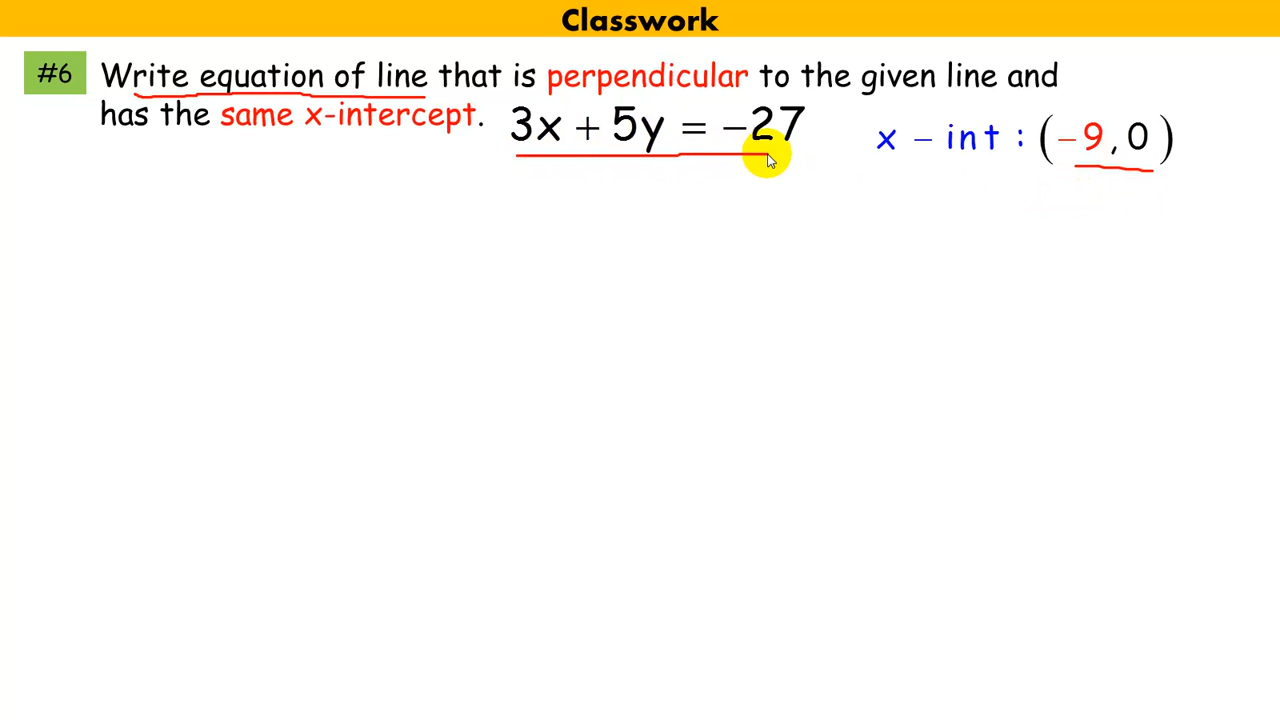 Classwork
#6 Write equation of line that is perpendicular to the given line and
has the same x-intercept. 3x + 5y = −27 x − int : (−9, 0)